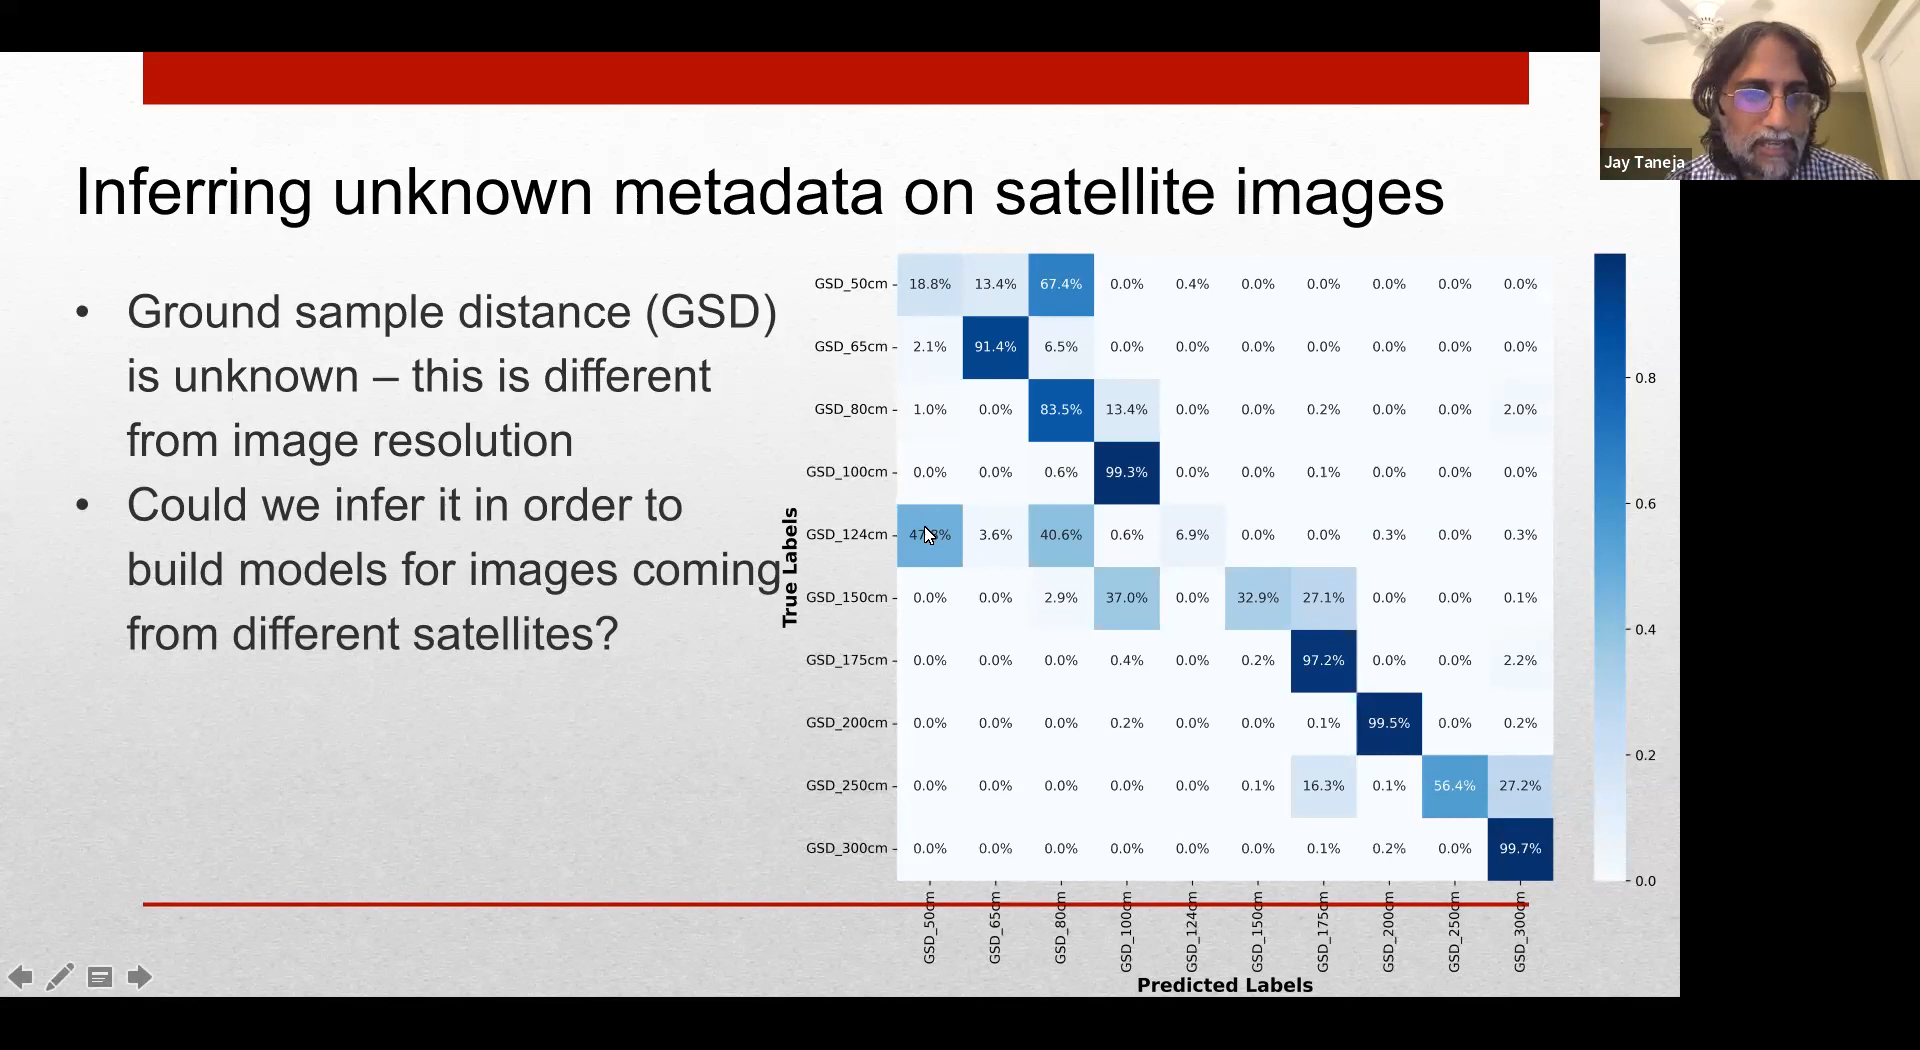 Jay Taneja
Inferring unknown metadata on satellite images
• Ground sample distance (GSD)
is unknown – this is different
from image resolution
• Could we infer it in order to
build models for images coming
from different satellites?
True Labels
GSD_50cm 18.8% 13.4% 67.4% 0.0% 0.4% 0.0% 0.0% 0.0% 0.0% 0.0%
GSD_65cm 2.1% 91.4% 6.5% 0.0% 0.0% 0.0% 0.0% 0.0% 0.0% 0.0%
GSD_80cm 1.0% 0.0% 83.5% 13.4% 0.0% 0.0% 0.2% 0.0% 0.0% 2.0%
GSD_100cm 0.0% 0.0% 0.6% 99.3% 0.0% 0.0% 0.1% 0.0% 0.0% 0.0%
GSD_124cm 3.6% 40.6% 0.6% 6.9% 0.0% 0.0% 0.3% 0.0% 0.3%
GSD_150cm 0.0% 0.0% 2.9% 37.0% 0.0% 32.9% 27.1% 0.0% 0.0% 0.1%
GSD_175cm 0.0% 0.0% 0.0% 0.4% 0.0% 0.2% 97.2% 0.0% 0.0% 2.2%
GSD_200cm 0.0% 0.0% 0.0% 0.2% 0.0% 0.0% 0.1% 99.5% 0.0% 0.2%
GSD_250cm 0.0% 0.0% 0.0% 0.0% 0.0% 0.1% 16.3% 0.1% 56.4% 27.2%
GSD_300cm 0.0% 0.0% 0.0% 0.0% 0.0% 0.0% 0.1% 0.2% 0.0% 99.7%
GSD_50cm GSD_65cm GSD_80cm GSD_100cm GSD_124cm GSD_150cm GSD_175cm GSD_200cm GSD_250cm GSD_300cm
Predicted Labels
0.8
0.6
0.4
0.2
0.0